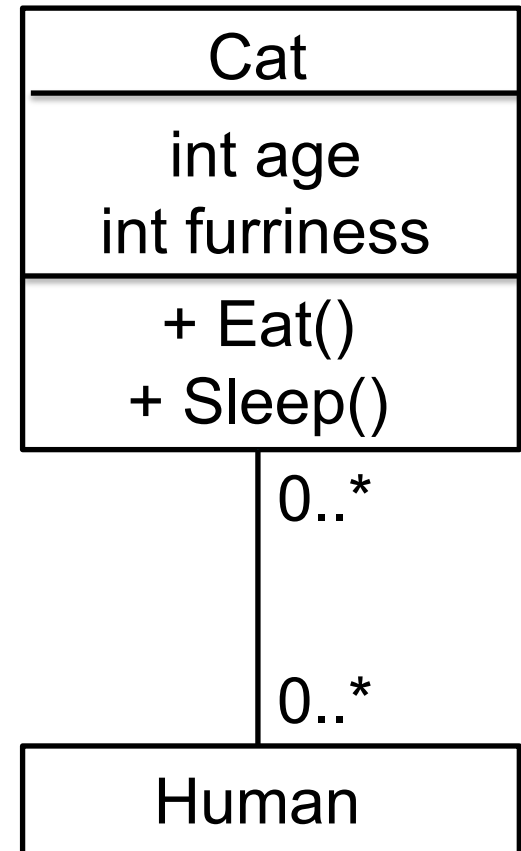 Cat
int age
int furriness
+ Eat()
+ Sleep()
0..*
0..*
Human